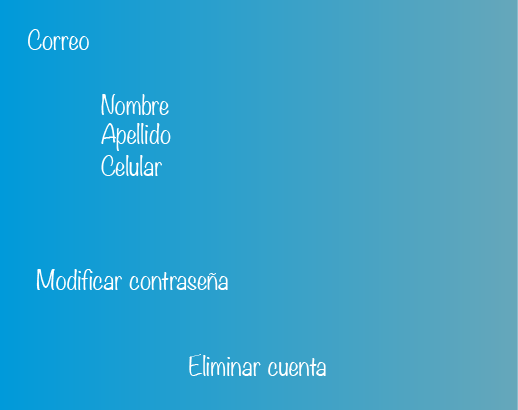 Correo
Nombre
Apellido
Celular
Modificar contraseña
Eliminar cuenta